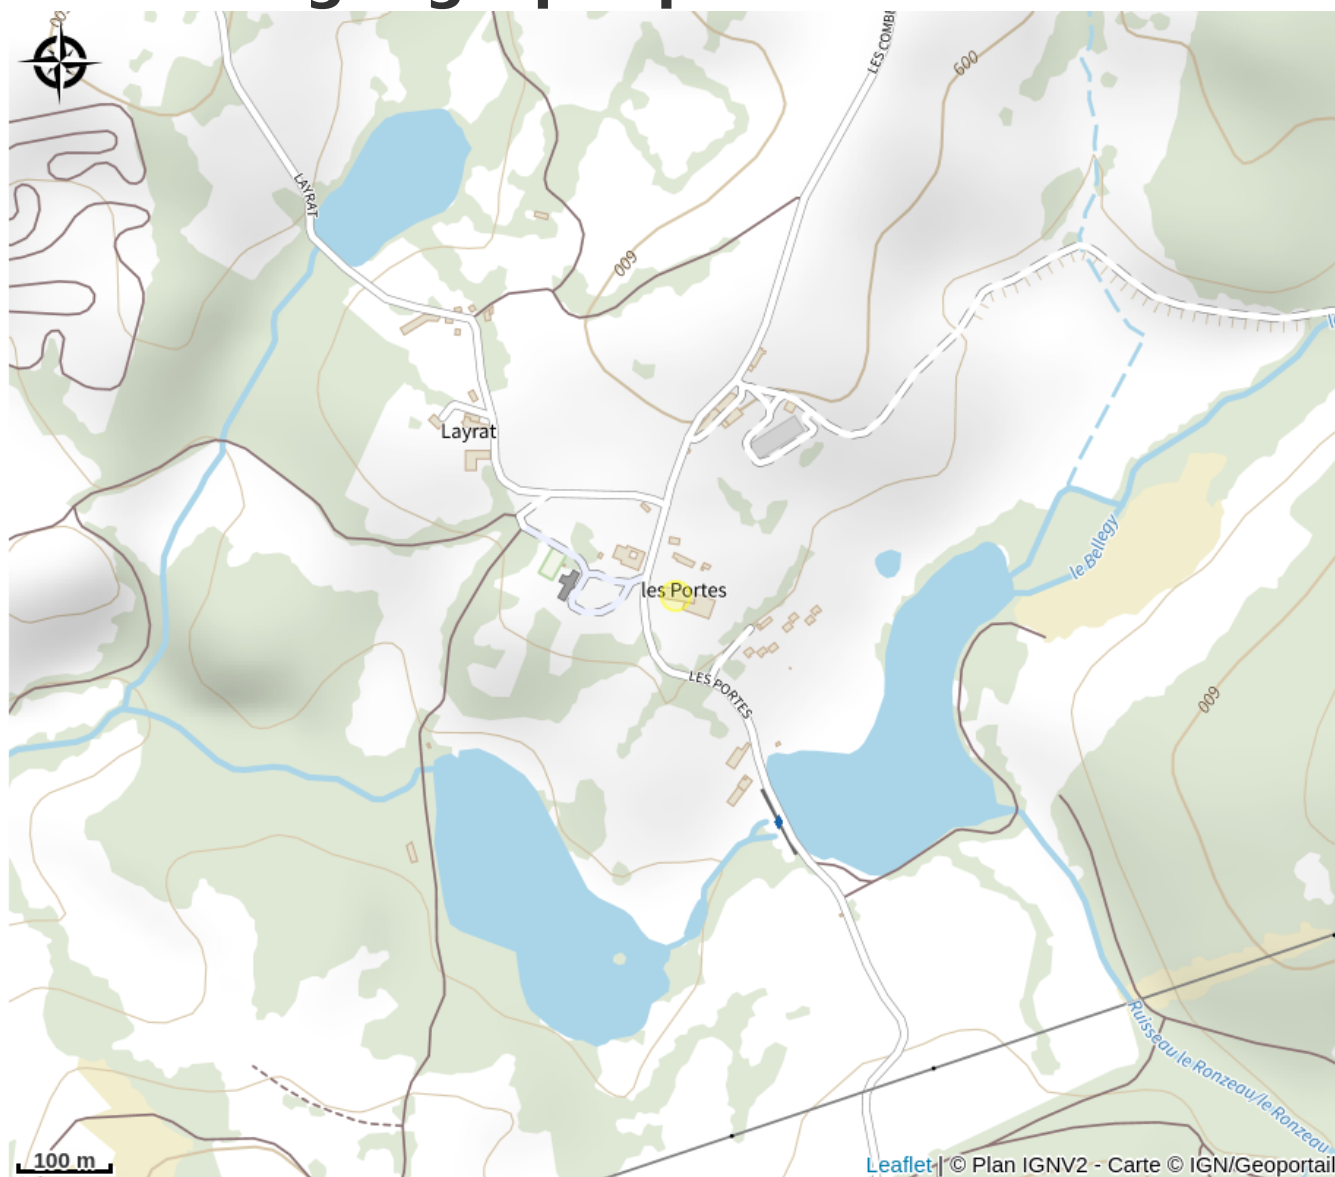 LES COMBE
600
LAYRAT
600
Layrat
le Bellegy
les Portes
LES PORTES
600
Ruisseau le Ronzeau/le Ronzeau
100 m
Leaflet | © Plan IGNV2 - Carte © IGN/Geoportail